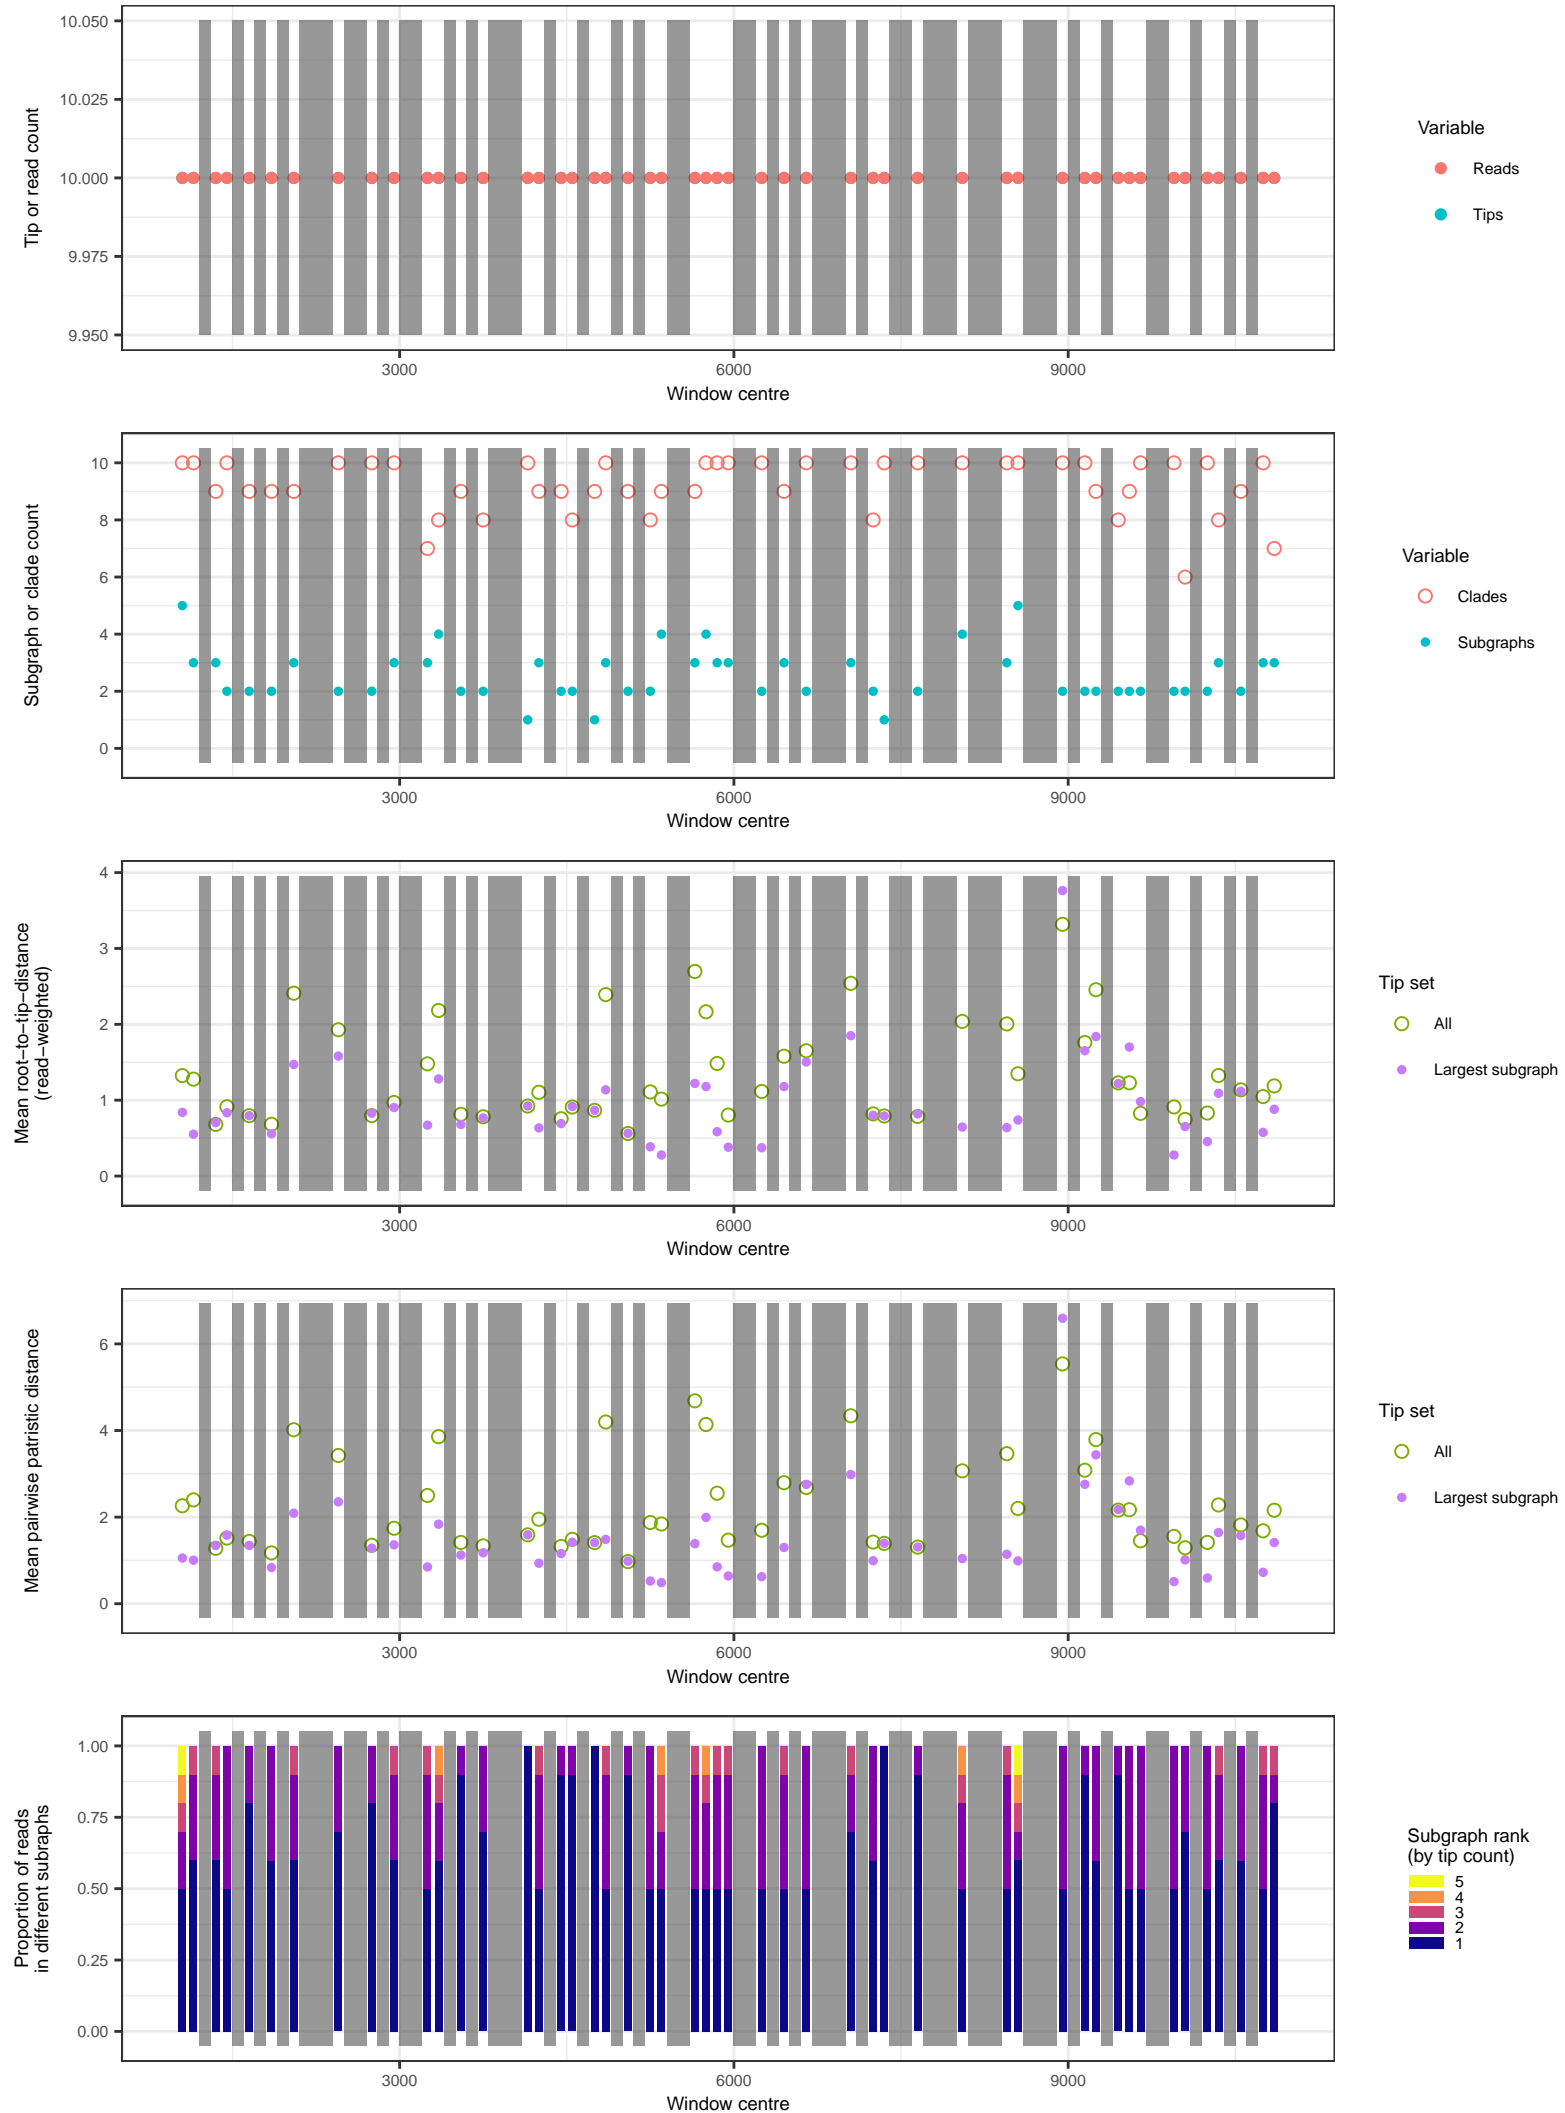 10.050
10.025
10.000
9.975
9.950
Tip or read count
3000
6000
9000
Window centre
Variable
Reads
Tips
10
8
6
4
2
0
Subgraph or clade count
3000
6000
9000
Window centre
Variable
Clades
Subgraphs
4
3
2
1
0
Mean root−to−tip−distance
(read−weighted)
3000
6000
9000
Window centre
Tip set
All
Largest subgraph
6
4
2
0
Mean pairwise patristic distance
3000
6000
9000
Window centre
Tip set
All
Largest subgraph
1.00
0.75
0.50
0.25
0.00
Proportion of reads
in different subraphs
3000
6000
9000
Window centre
Subgraph rank
(by tip count)
5
4
3
2
1